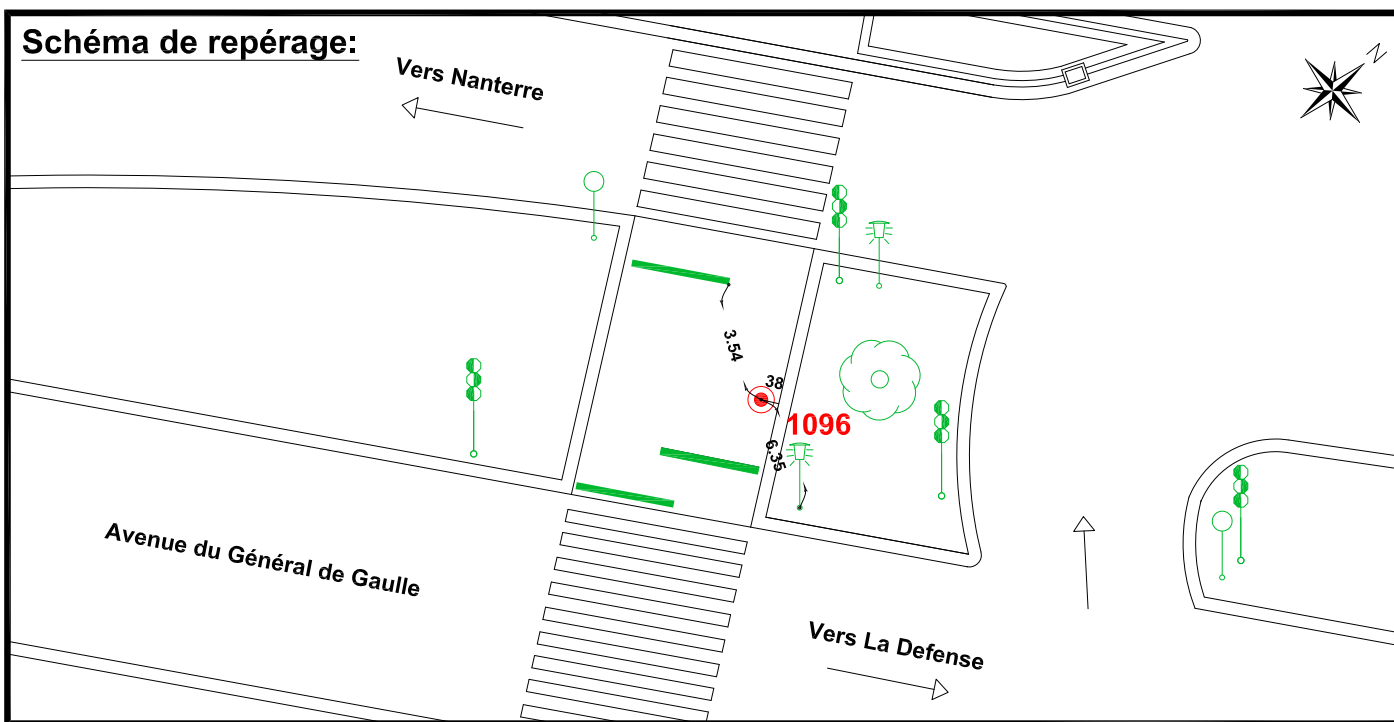 Schéma de repérage:
Vers Nanterre
N
3.54
38
1096
6.35
Avenue du Général de Gaulle
Vers La Defense